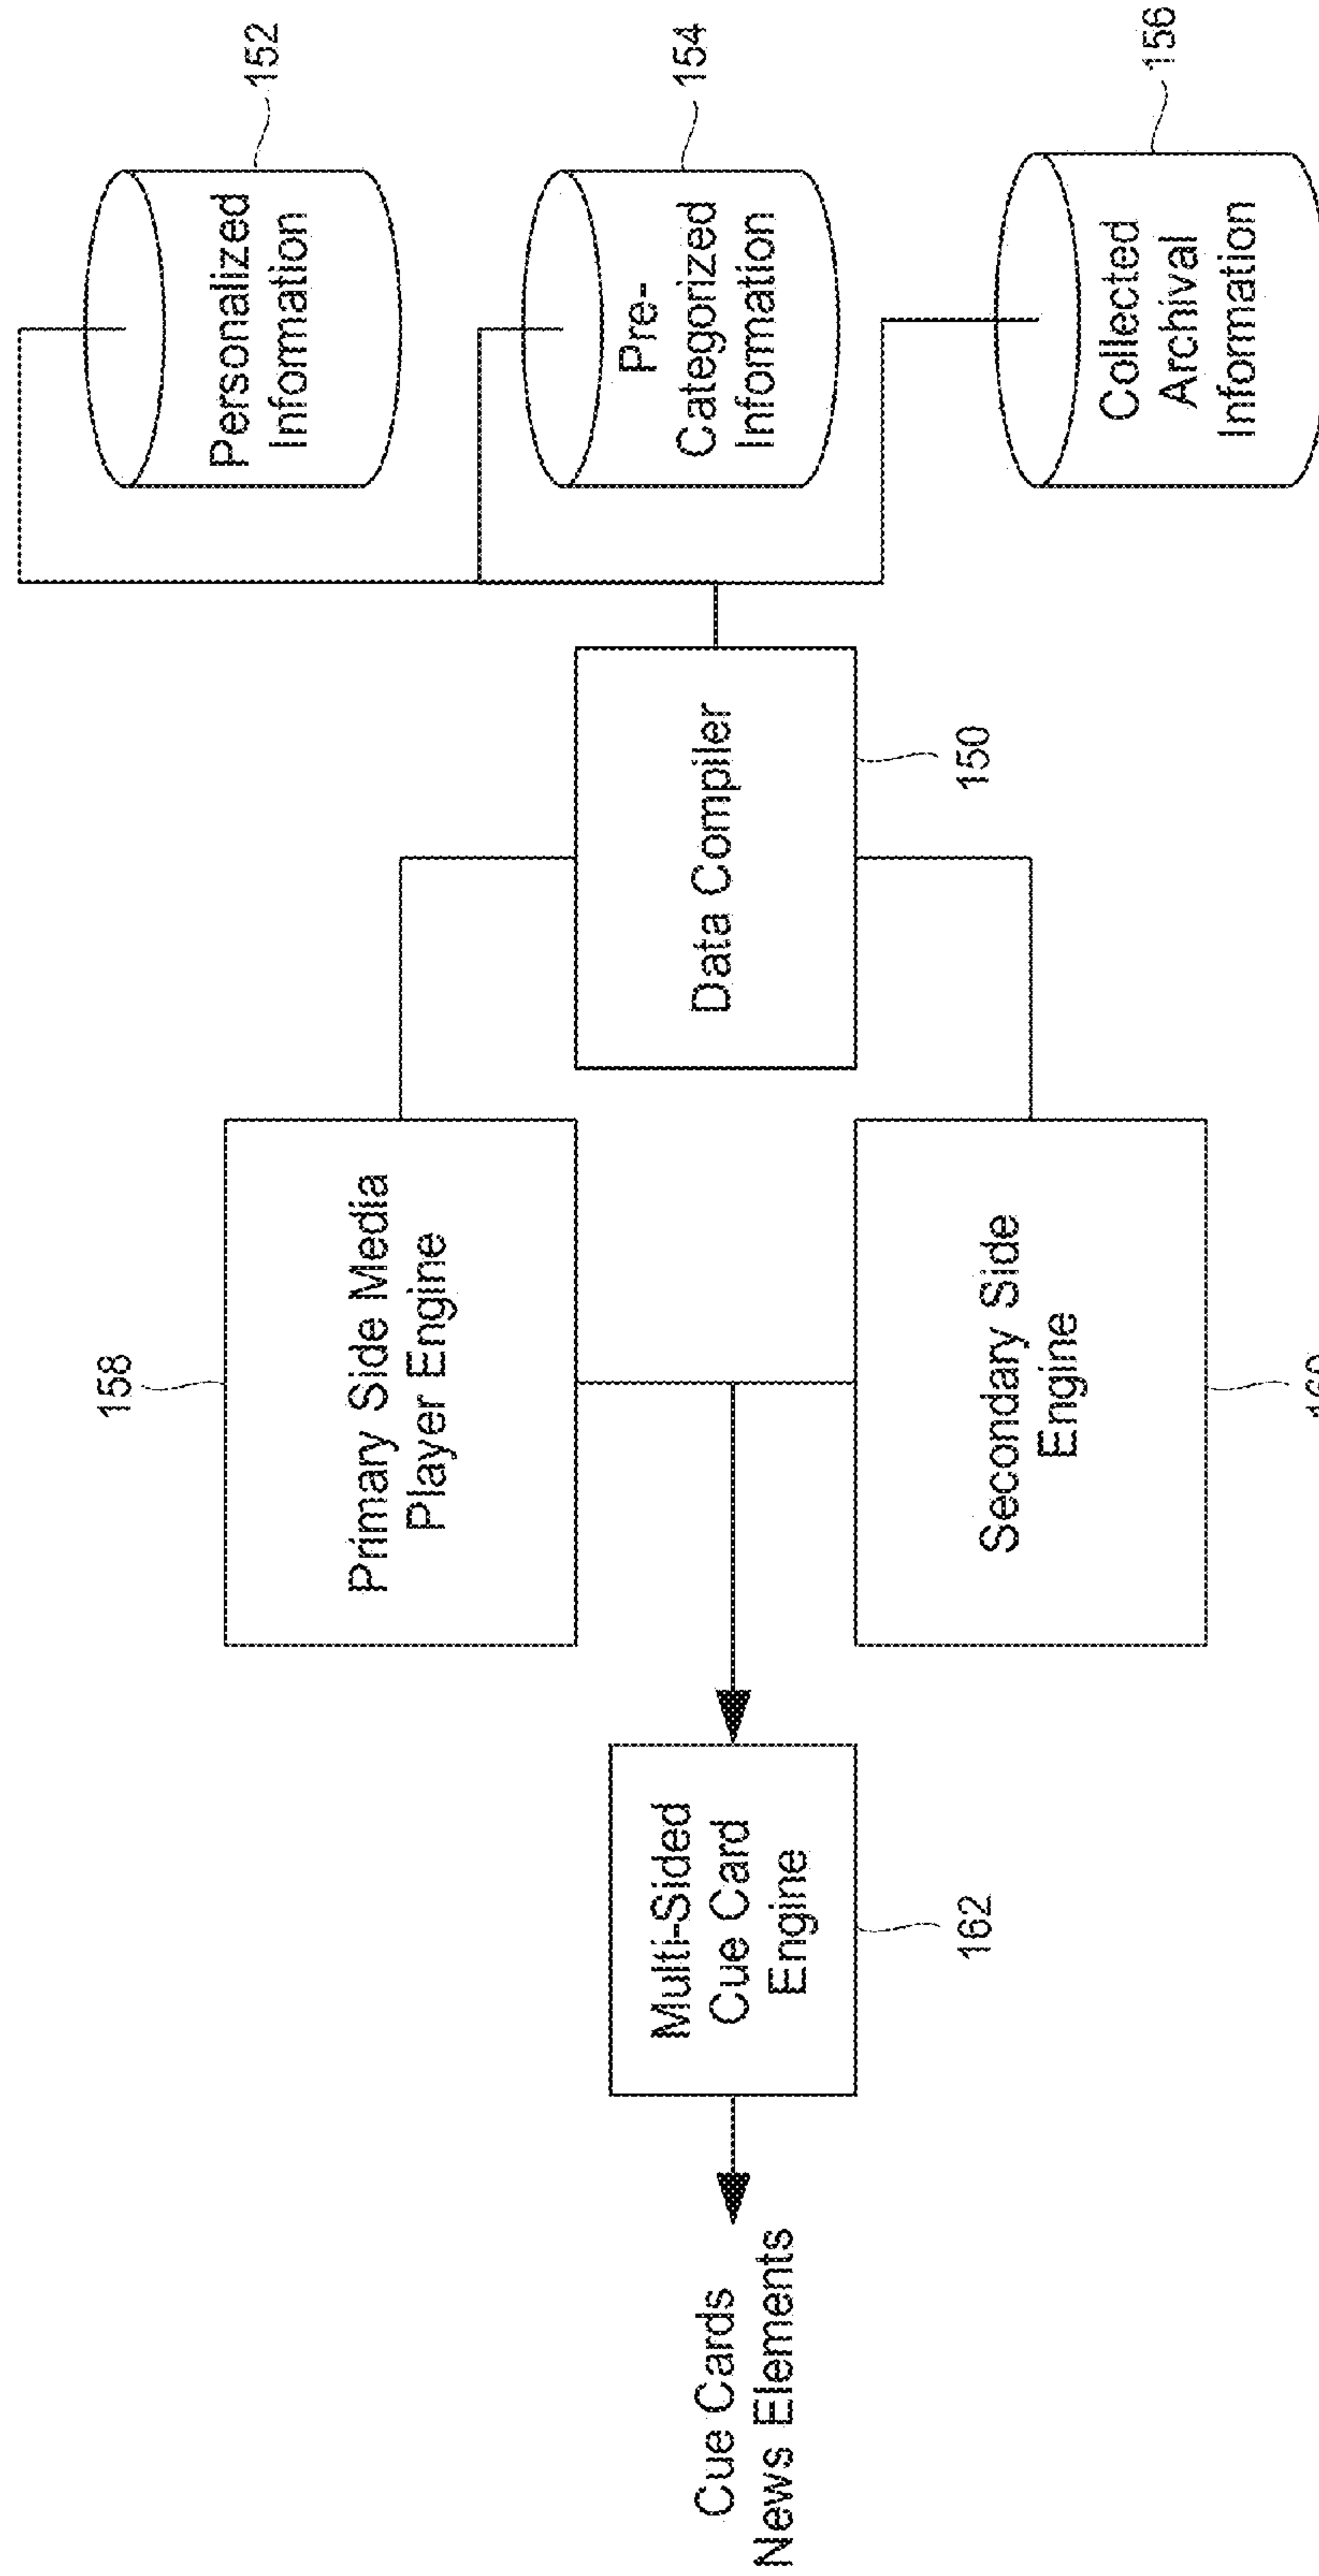 152
Personalized
Information
154
Pre-
Categorized
Information
156
Collected
Archival
Information
Data Compiler
150
158
Primary Side Media
Player Engine
Secondary Side
Engine
Multi-Sided
Cue Card
Engine
162
Cue Cards
News Elements